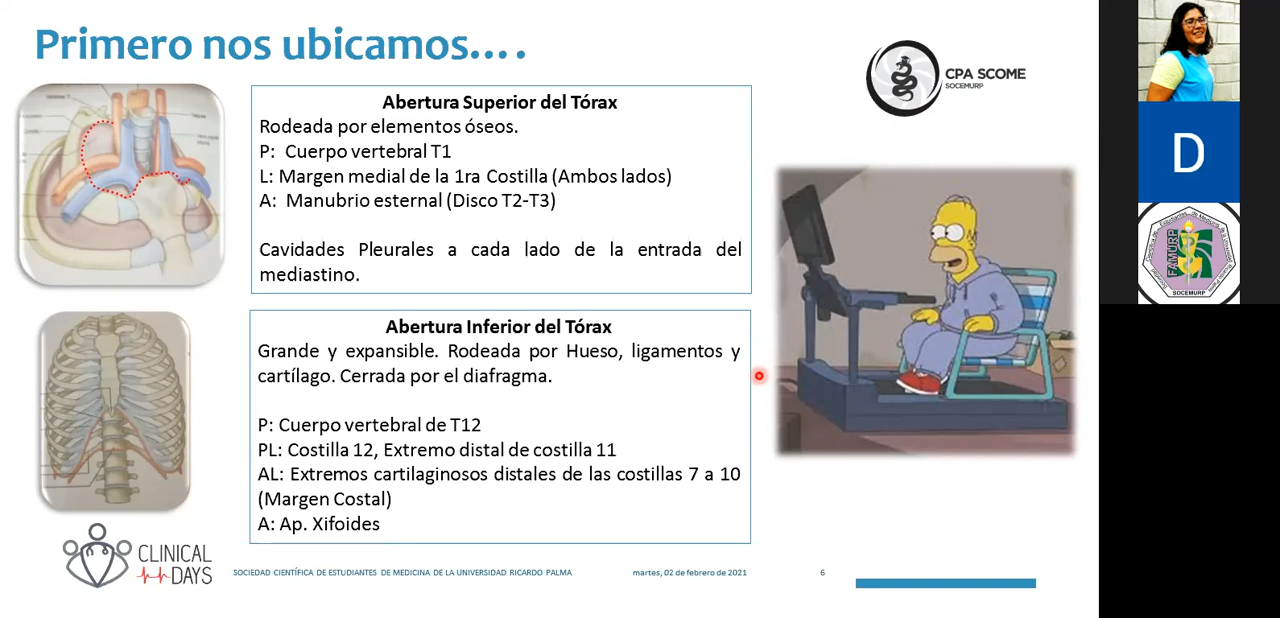 Primero nos ubicamos....
CPA SCOME
SOCEMURP
Abertura Superior del Tórax
Rodeada por elementos óseos.
P: Cuerpo vertebral T1
L: Margen medial de la 1ra Costilla (Ambos lados)
A: Manubrio esternal (Disco T2-T3)
Cavidades Pleurales a cada lado de la entrada del
mediastino.
Abertura Inferior del Tórax
Grande y expansible. Rodeada por Hueso, ligamentos y
cartílago. Cerrada por el diafragma.
P: Cuerpo vertebral de T12
PL: Costilla 12, Extremo distal de costilla 11
AL: Extremos cartilaginosos distales de las costillas 7 a 10
(Margen Costal)
A: Ap. Xifoides
CLINICAL
DAYS
SOCIEDAD CIENTÍFICA DE ESTUDIANTES DE MEDICINA DE LA UNIVERSIDAD RICARDO PALMA
martes, 02 de febrero de 2021
6
D
FAMURP
SOCEMURP